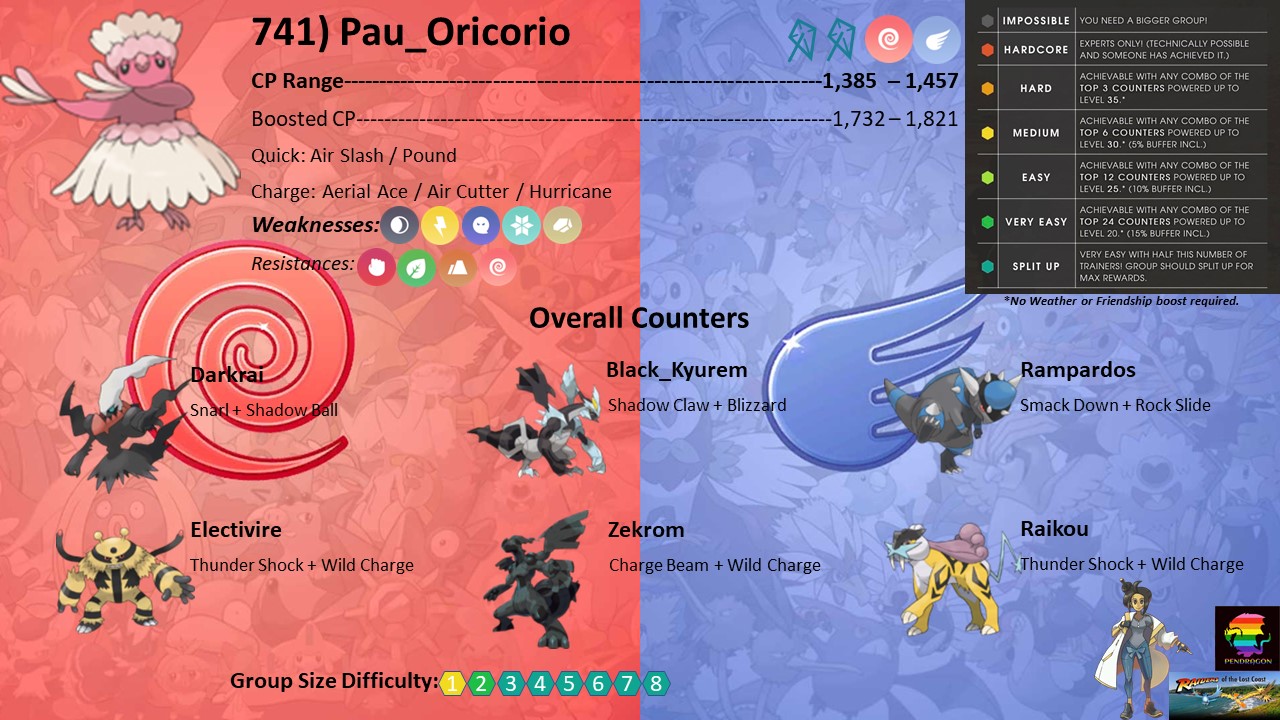 741) Pau_Oricorio
CP Range------------------------------------------------------------------------1,385 – 1,457
Boosted CP------------------------------------------------------------------------1,732 – 1,821
Quick: Air Slash / Pound
Charge: Aerial Ace / Air Cutter / Hurricane
Weaknesses:
Resistances:
IMPOSSIBLE YOU NEED A BIGGER GROUP!
HARDCORE EXPERTS ONLY! (TECHNICALLY POSSIBLE
AND SOMEONE HAS ACHIEVED IT.)
HARD ACHIEVABLE WITH ANY COMBO OF THE
TOP 3 COUNTERS POWERED UP TO
LEVEL 35.*
MEDIUM ACHIEVABLE WITH ANY COMBO OF THE
TOP 6 COUNTERS POWERED UP TO
LEVEL 30.* (5% BUFFER INCL.)
EASY ACHIEVABLE WITH ANY COMBO OF THE
TOP 12 COUNTERS POWERED UP TO
LEVEL 25.* (10% BUFFER INCL.)
VERY EASY ACHIEVABLE WITH ANY COMBO OF THE
TOP 24 COUNTERS POWERED UP TO
LEVEL 20.* (15% BUFFER INCL.)
SPLIT UP VERY EASY WITH HALF THIS NUMBER OF
TRAINERS! GROUP SHOULD SPLIT UP FOR
MAX REWARDS.
*No Weather or Friendship boost required.
Overall Counters
Darkrai
Snarl + Shadow Ball
Black_Kyurem
Shadow Claw + Blizzard
Rampardos
Smack Down + Rock Slide
Electivire
Thunder Shock + Wild Charge
Zekrom
Charge Beam + Wild Charge
Raikou
Thunder Shock + Wild Charge
Group Size Difficulty: 1 2 3 4 5 6 7 8
PENDRAGON
RAIDERS of the Lost Coast